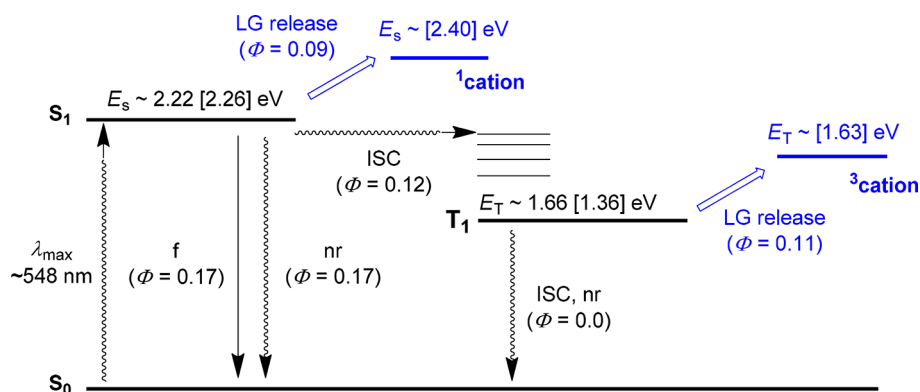 LG release
(Φ = 0.09)
Es ~ [2.40] eV
¹cation
S₁
Es ~ 2.22 [2.26] eV
ISC
(Φ = 0.12)
ET ~ [1.63] eV
³cation
ET ~ 1.66 [1.36] eV
T₁
LG release
(Φ = 0.11)
λmax
~548 nm
f
(Φ = 0.17)
nr
(Φ = 0.17)
ISC, nr
(Φ = 0.0)
S₀